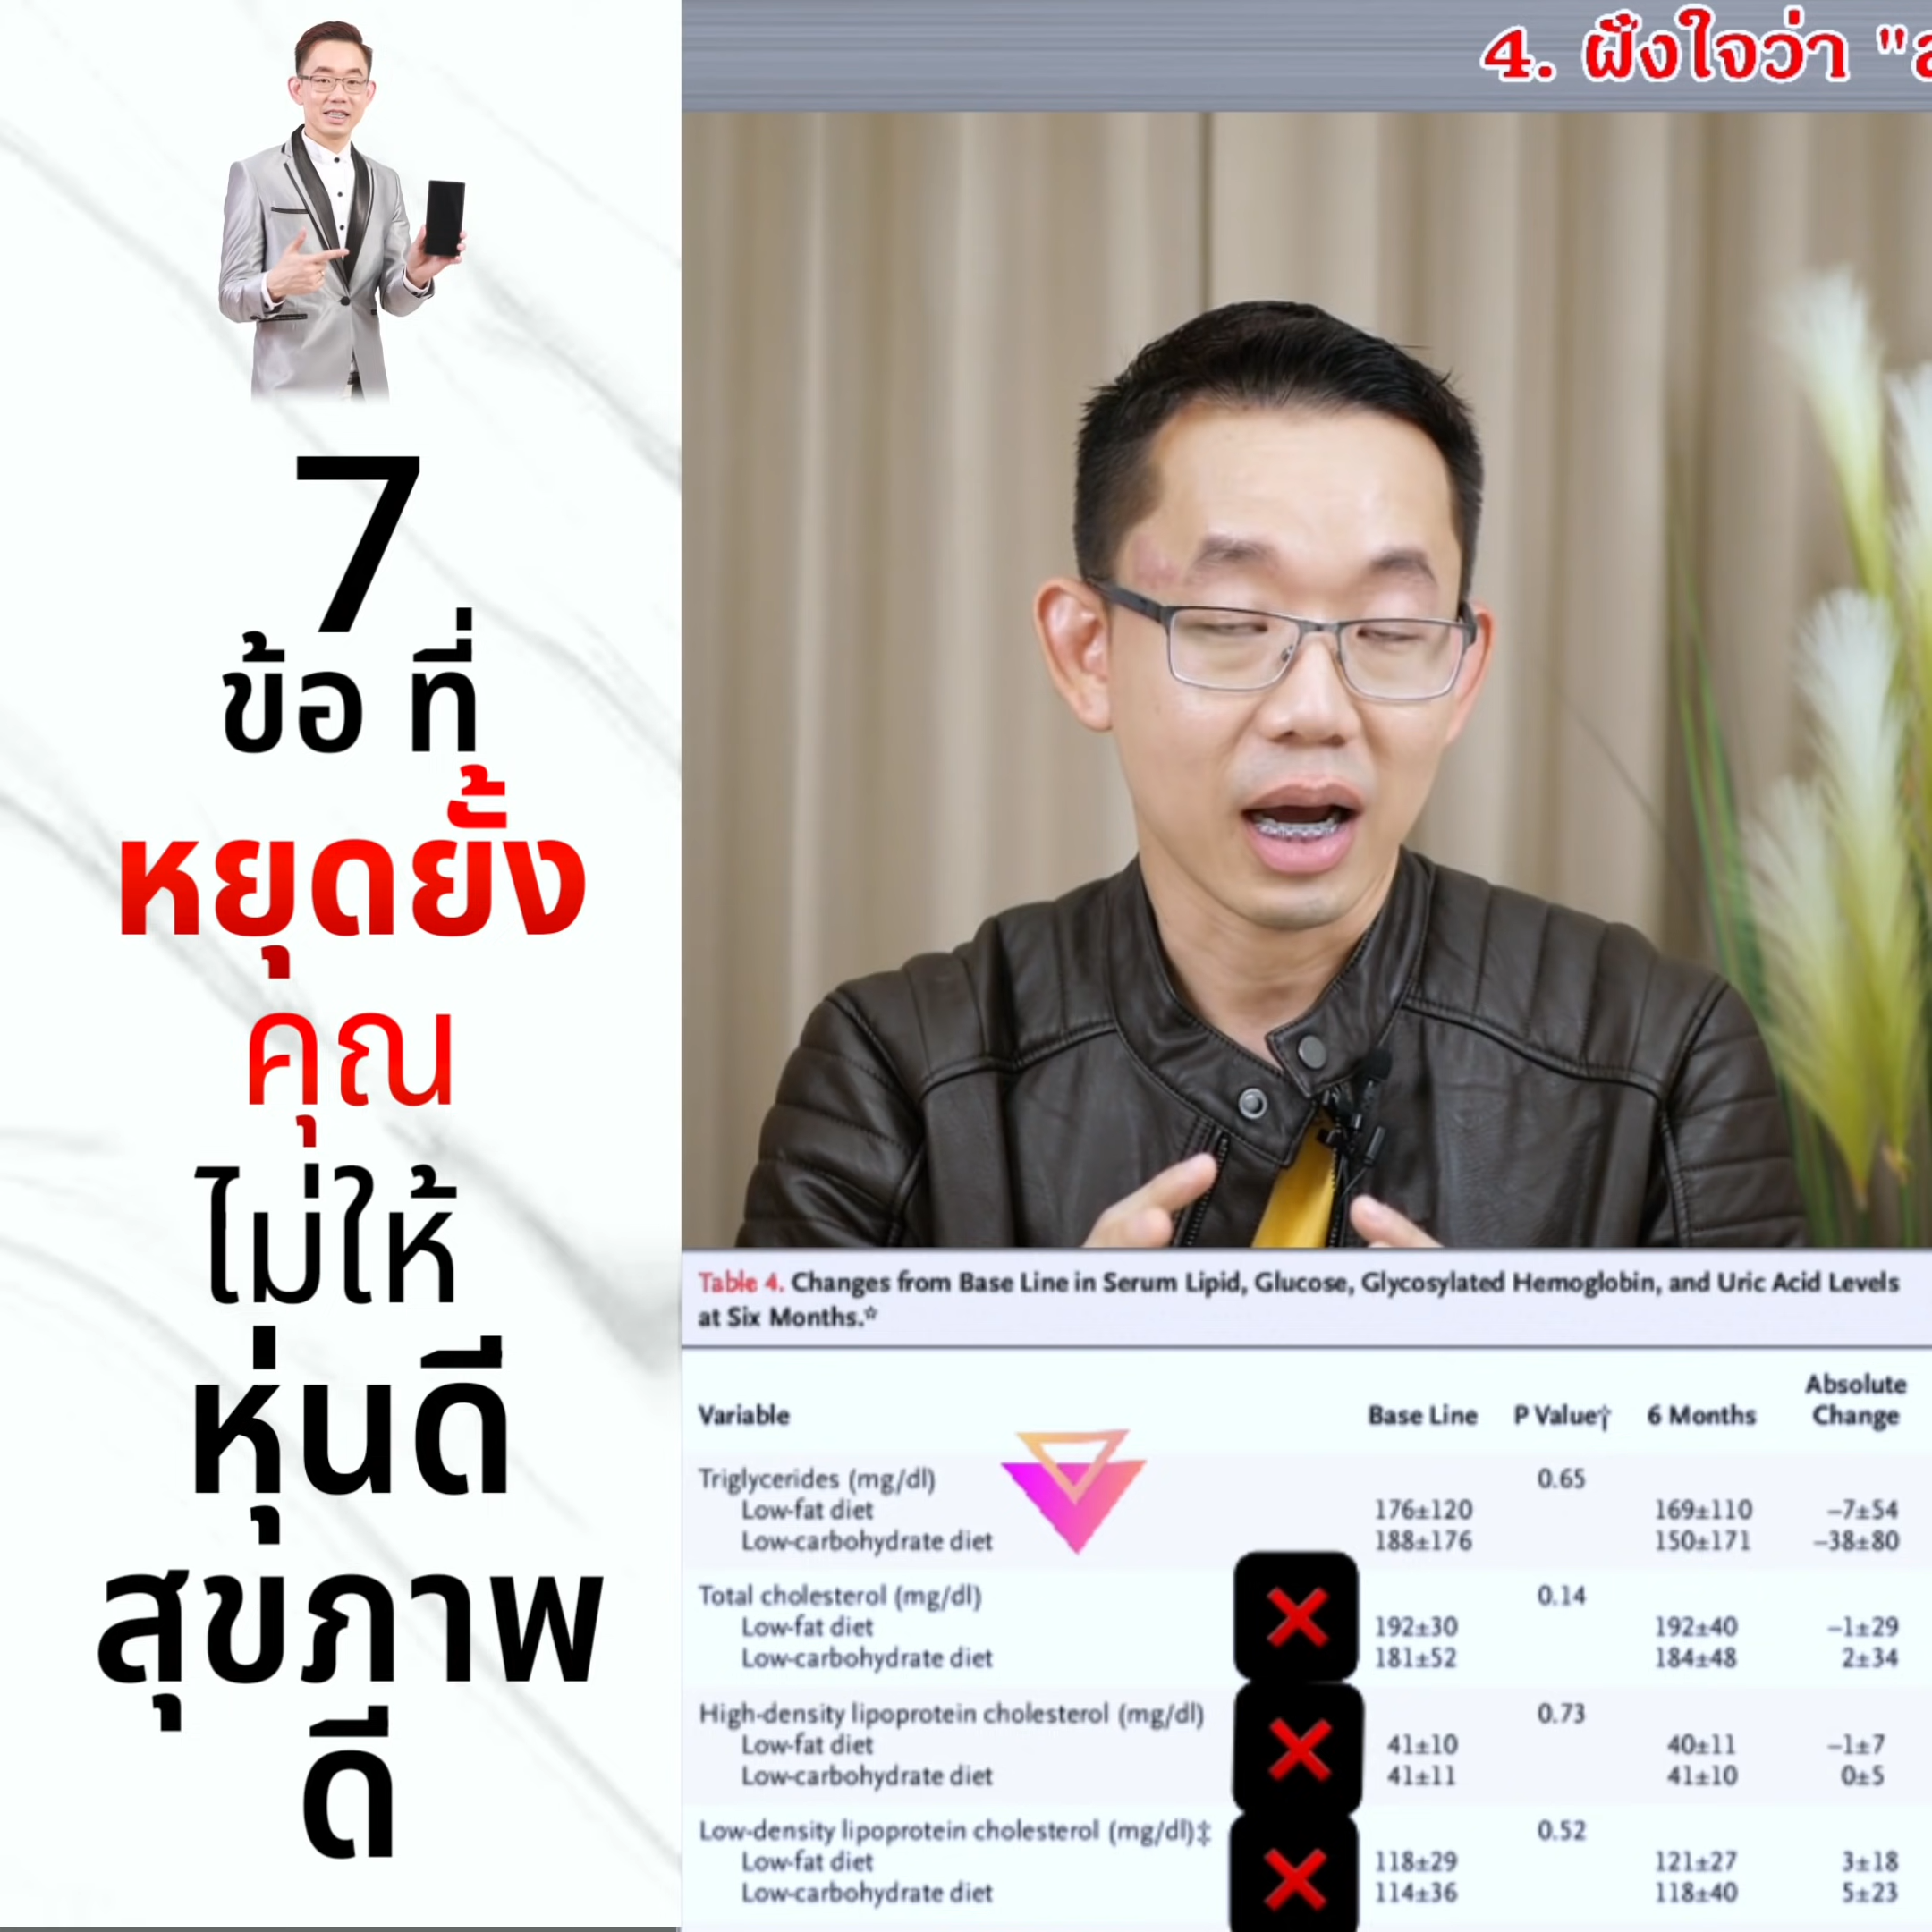 7
ข้อ ที่
หยุดยั้ง
คุณ
ไม่ให้
หุ่นดี
สุขภาพ
ดี
4. ฝังใจว่า "
Table 4. Changes from Base Line in Serum Lipid, Glucose, Glycosylated Hemoglobin, and Uric Acid Levels
at Six Months.*
Variable Base Line P Value† 6 Months Absolute Change
Triglycerides (mg/dl) 0.65
Low-fat diet 176±120 169±110 –7±54
Low-carbohydrate diet 188±176 150±171 –38±80
Total cholesterol (mg/dl) 0.14
Low-fat diet 192±30 192±40 –1±29
Low-carbohydrate diet 181±52 184±48 2±34
High-density lipoprotein cholesterol (mg/dl) 0.73
Low-fat diet 41±10 40±11 –1±7
Low-carbohydrate diet 41±11 41±10 0±5
Low-density lipoprotein cholesterol (mg/dl)‡ 0.52
Low-fat diet 118±29 121±27 3±18
Low-carbohydrate diet 114±36 118±40 5±23